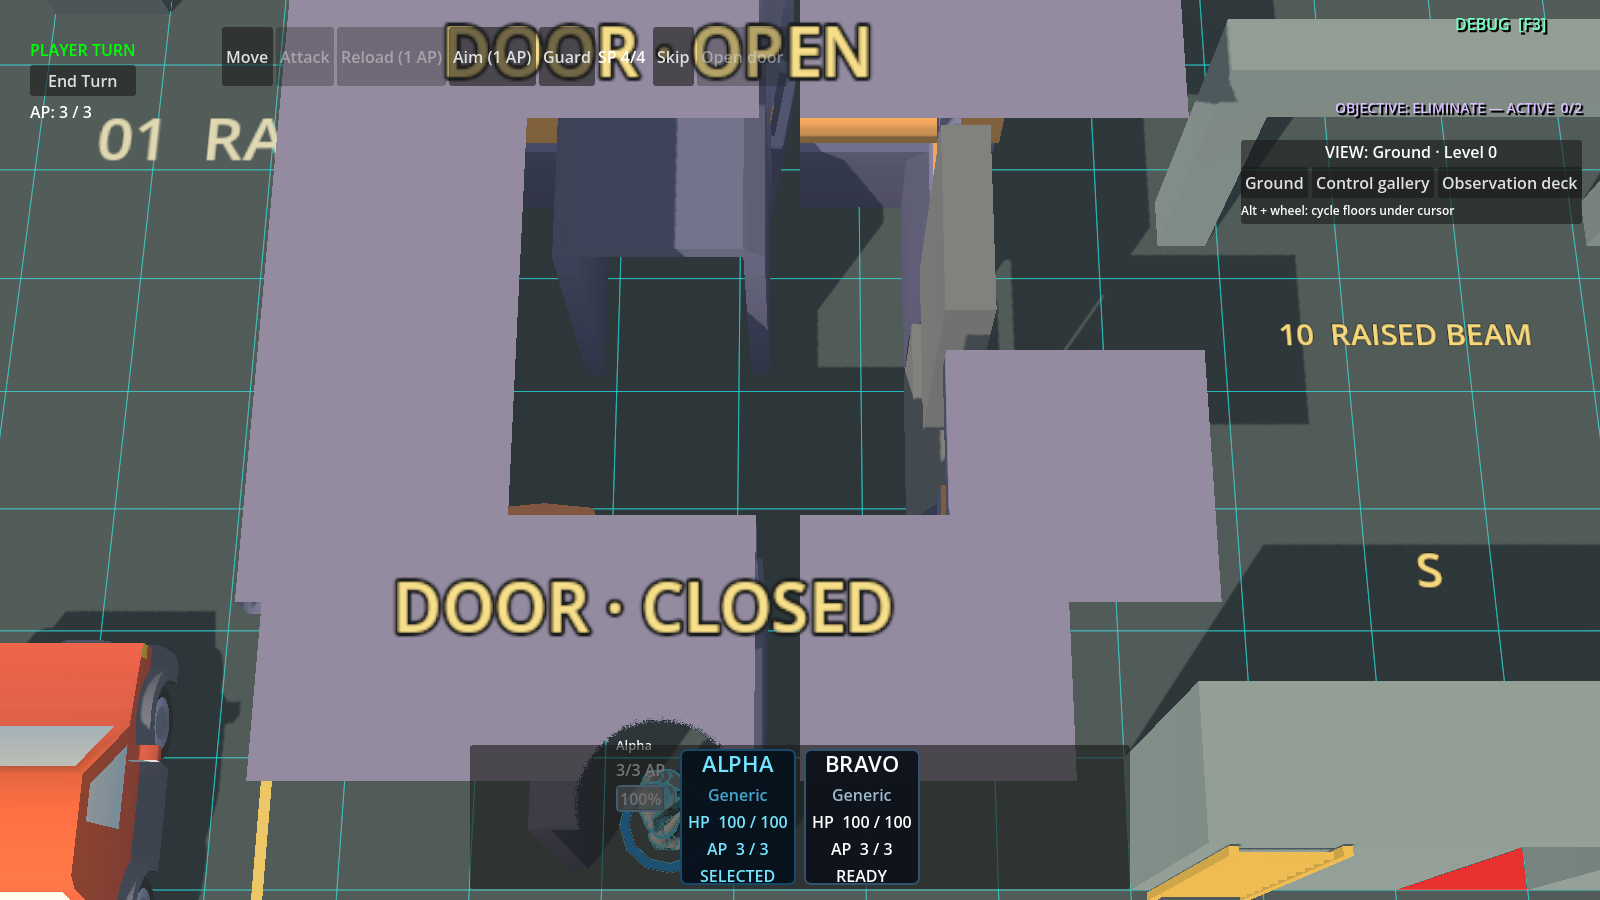 PLAYER TURN
End Turn
AP: 3 / 3
Move
Attack
Reload (1 AP)
Aim (1 AP)
Guard
SP 4/4
Skip
Open door
DOOR · OPEN
DEBUG [F3]
OBJECTIVE: ELIMINATE — ACTIVE 0/2
VIEW: Ground · Level 0
Ground
Control gallery
Observation deck
Alt + wheel: cycle floors under cursor
01 RA
10 RAISED BEAM
S
DOOR · CLOSED
Alpha
3/3 AP
100%
ALPHA
Generic
HP 100 / 100
AP 3 / 3
SELECTED
BRAVO
Generic
HP 100 / 100
AP 3 / 3
READY